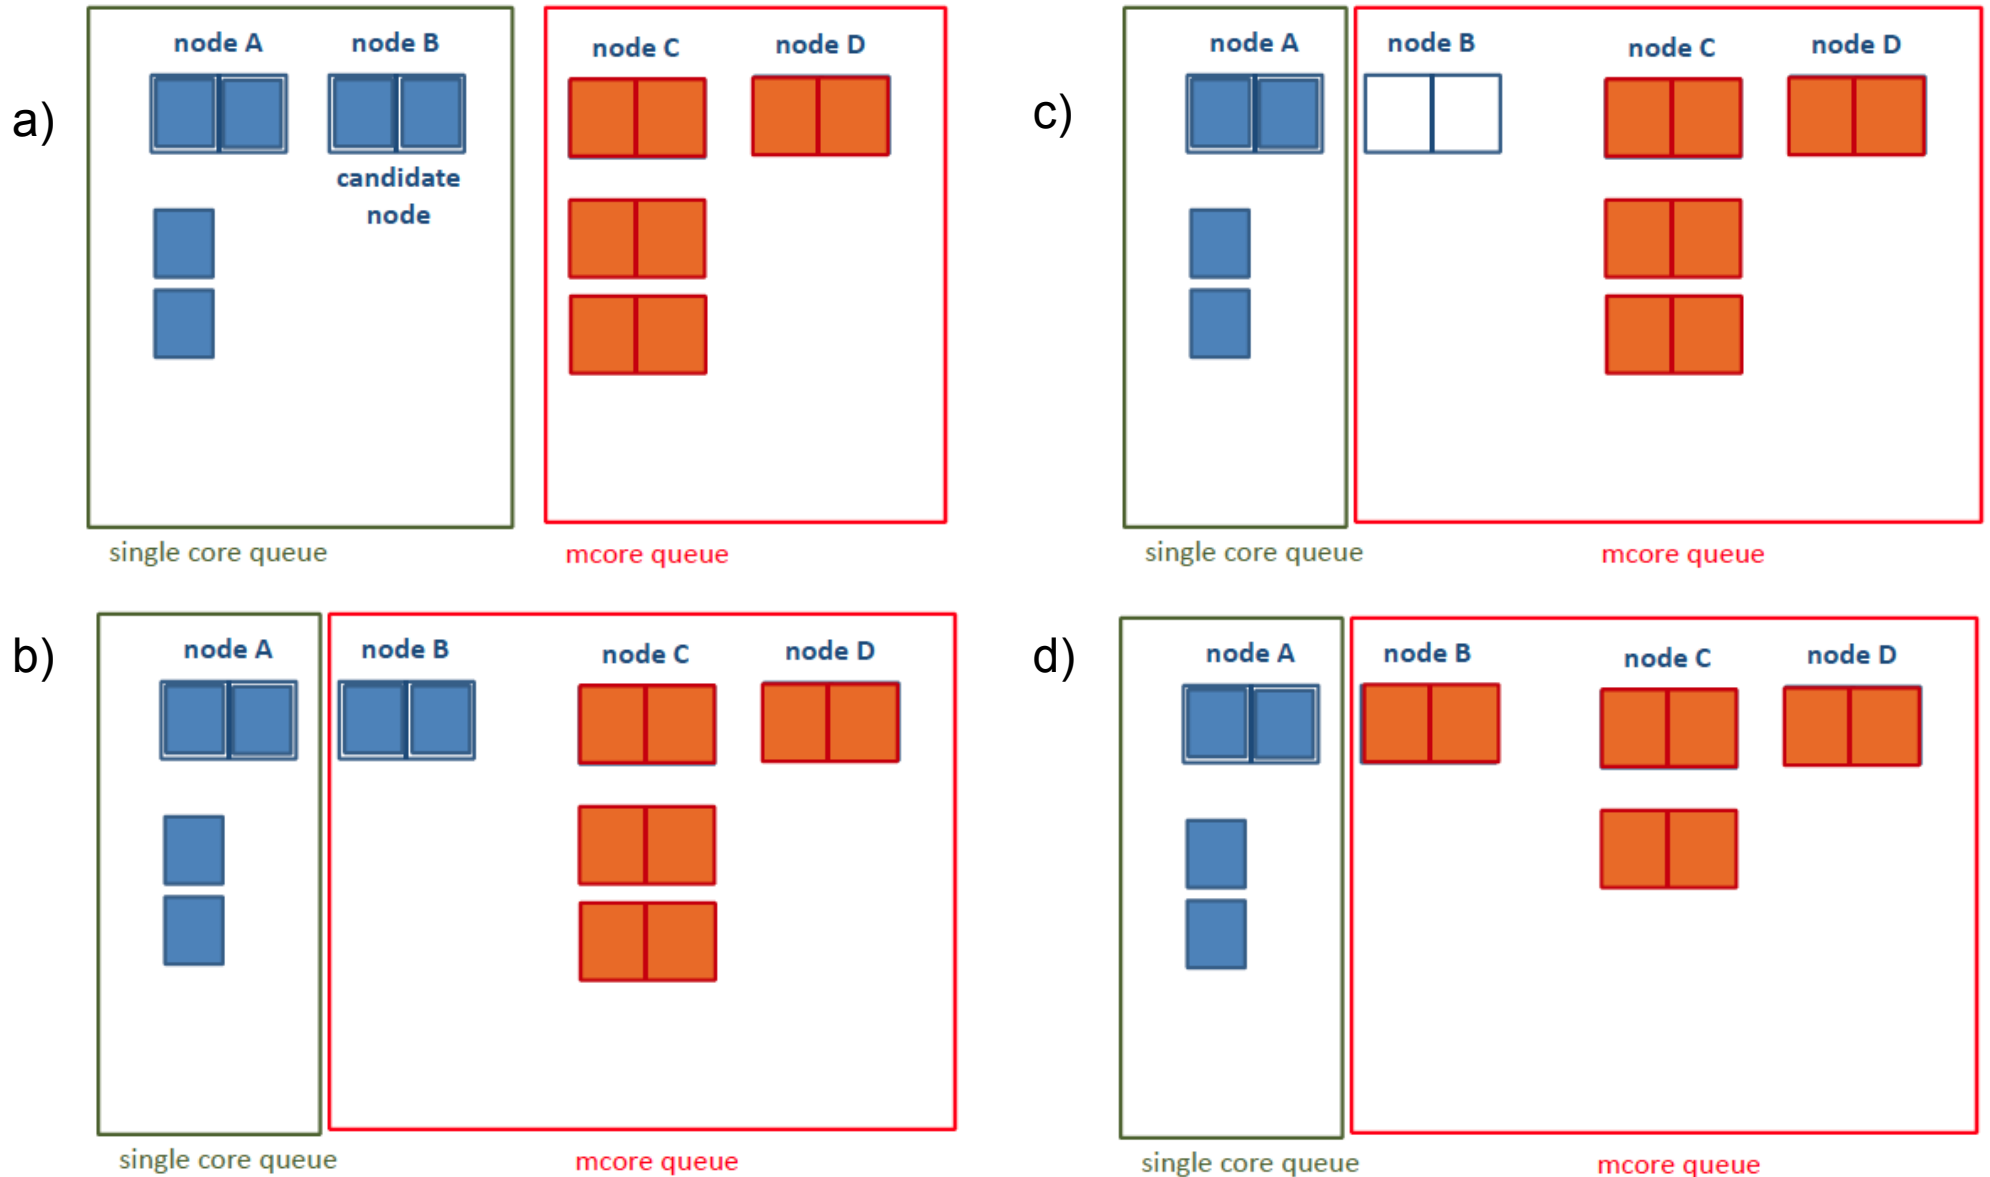 a)
node A
node B
candidate
node
node C
node D
single core queue
mcore queue
b)
node A
node B
node C
node D
single core queue
mcore queue
c)
node A
node B
node C
node D
single core queue
mcore queue
d)
node A
node B
node C
node D
single core queue
mcore queue